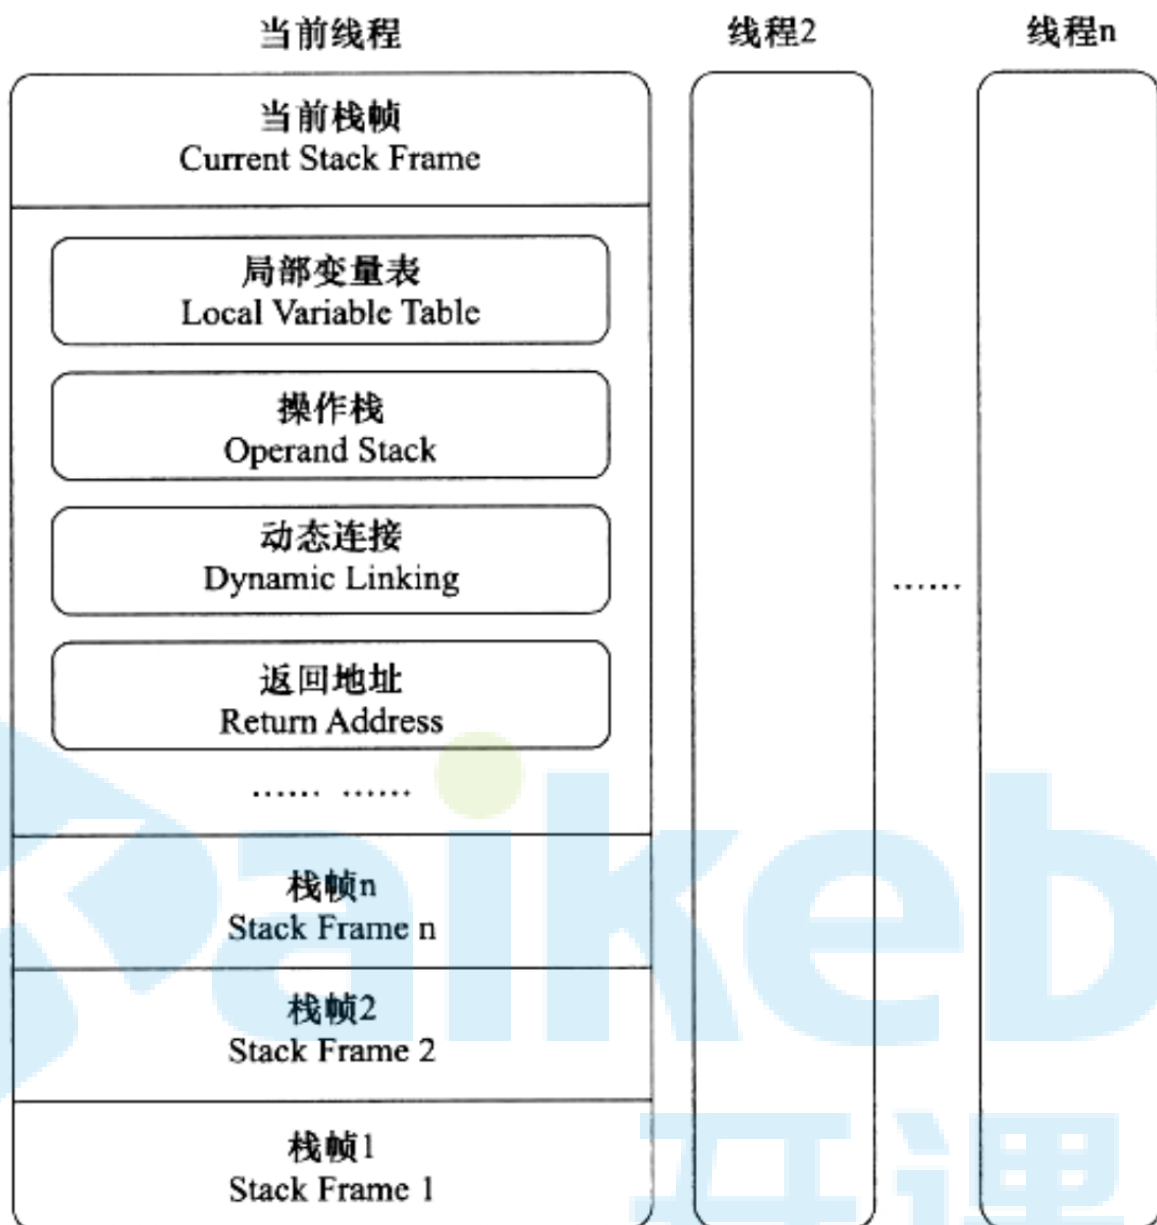 当前线程
线程2
线程n
当前栈帧
Current Stack Frame
局部变量表
Local Variable Table
操作栈
Operand Stack
动态连接
Dynamic Linking
返回地址
Return Address
…… ……
……
栈帧n
Stack Frame n
栈帧2
Stack Frame 2
栈帧1
Stack Frame 1
aikeb
开课